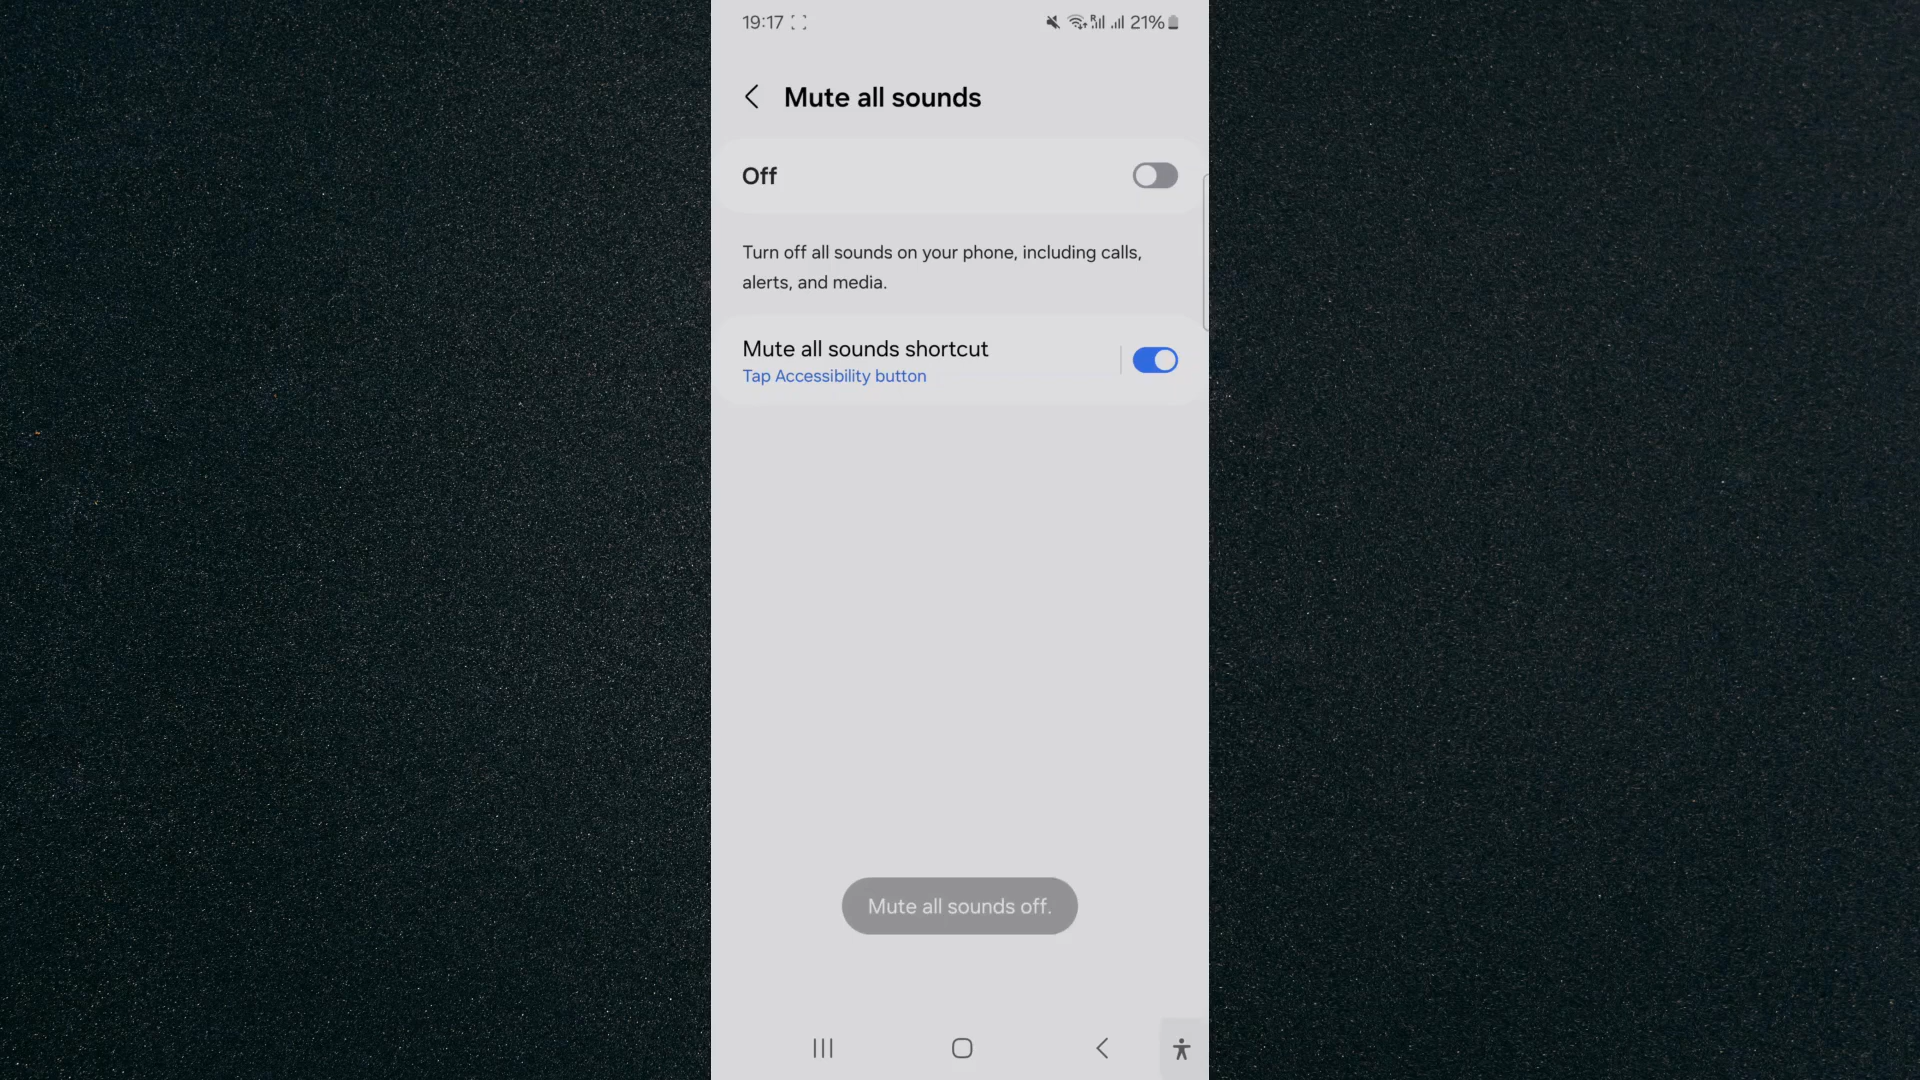 19:17
21%
Mute all sounds
Off
Turn off all sounds on your phone, including calls,
alerts, and media.
Mute all sounds shortcut
Tap Accessibility button
Mute all sounds off.